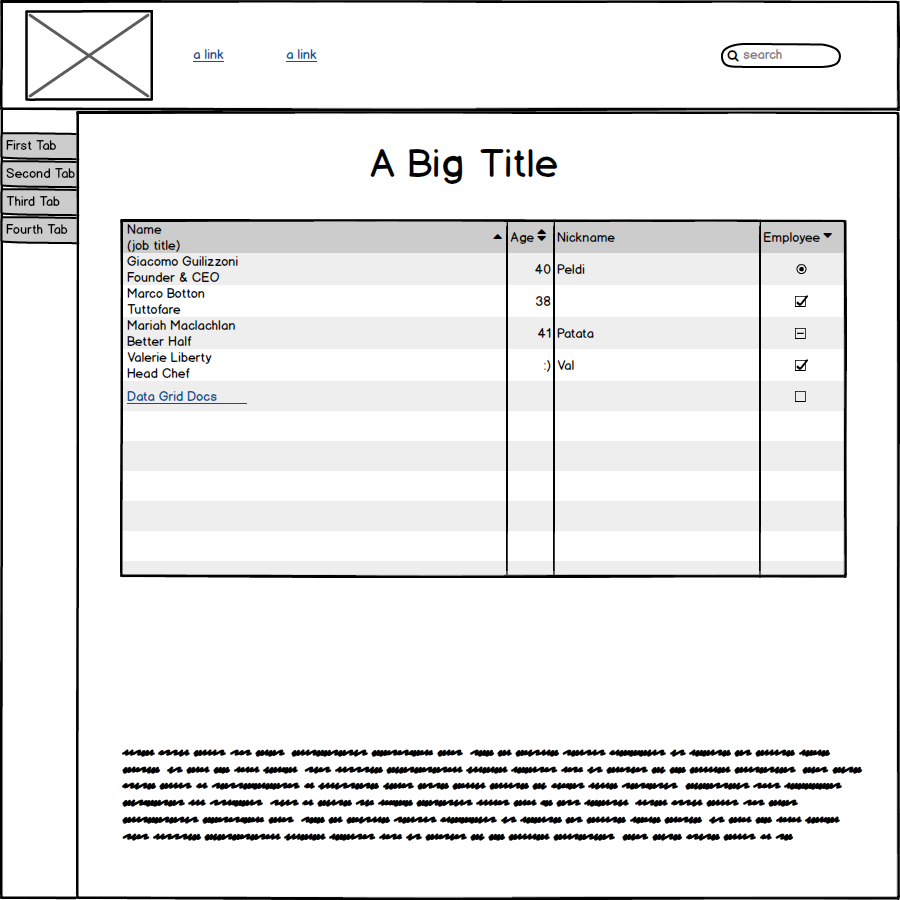 a link
a link
search
First Tab
Second Tab
Third Tab
Fourth Tab
A Big Title
Name
(job title)
Age
Nickname
Employee
Giacomo Guilizzoni
Founder & CEO
40
Peldi
Marco Botton
Tuttofare
38
Mariah Maclachlan
Better Half
41
Patata
Valerie Liberty
Head Chef
:)
Val
Data Grid Docs